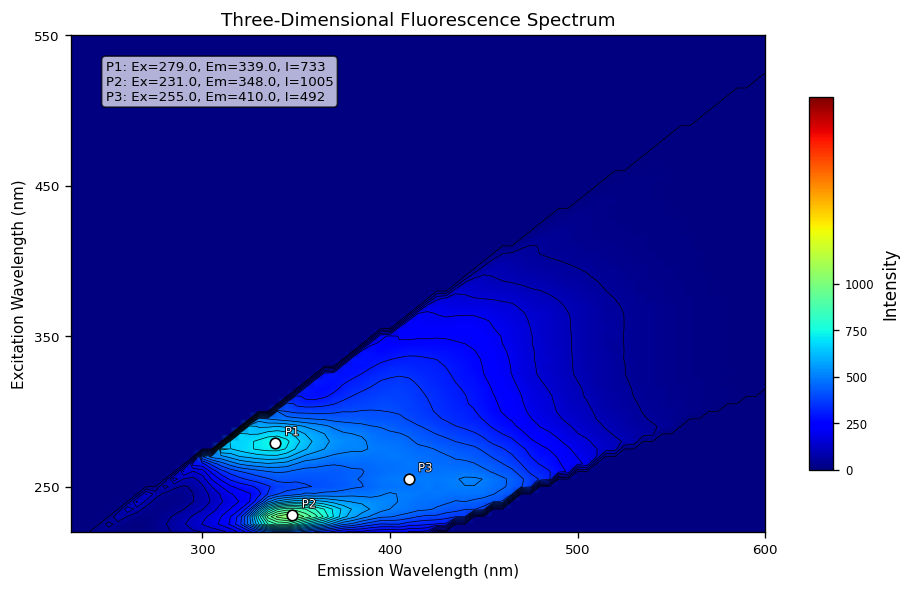 Three-Dimensional Fluorescence Spectrum
P1: Ex=279.0, Em=339.0, I=733
P2: Ex=231.0, Em=348.0, I=1005
P3: Ex=255.0, Em=410.0, I=492
550
450
350
250
Excitation Wavelength (nm)
P1
P3
P2
300
400
500
600
Emission Wavelength (nm)
1000
750
500
250
0
Intensity